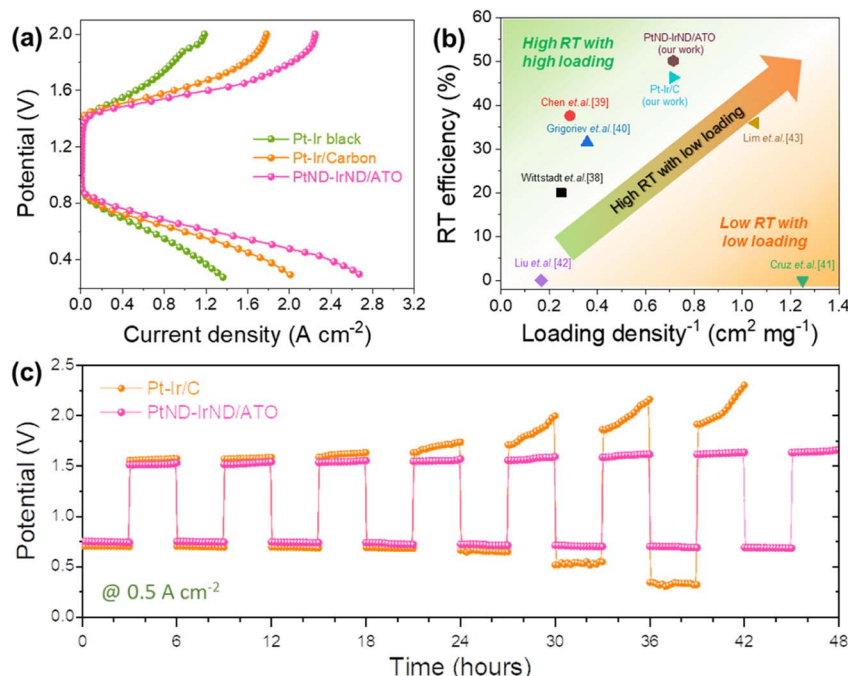 (a)
2.0
1.6
1.2
0.8
0.4
Potential (V)
Pt-Ir black
Pt-Ir/Carbon
PtND-IrND/ATO
0.0 0.4 0.8 1.2 1.6 2.0 2.4 2.8 3.2
Current density (A cm-2)
(b)
60
50
40
30
20
10
0
RT efficiency (%)
High RT with
high loading
PtND-IrND/ATO
(our work)
Pt-Ir/C
(our work)
Chen et.al.[39]
Grigoriev et.al.[40]
Lim et.al.[43]
Wittstadt et.al.[38]
High RT with low loading
Low RT with
low loading
Liu et.al.[42]
Cruz et.al.[41]
0.0 0.2 0.4 0.6 0.8 1.0 1.2 1.4
Loading density-1 (cm2 mg-1)
(c)
2.5
2.0
1.5
1.0
0.5
0.0
Potential (V)
Pt-Ir/C
PtND-IrND/ATO
@ 0.5 A cm-2
0 6 12 18 24 30 36 42 48
Time (hours)